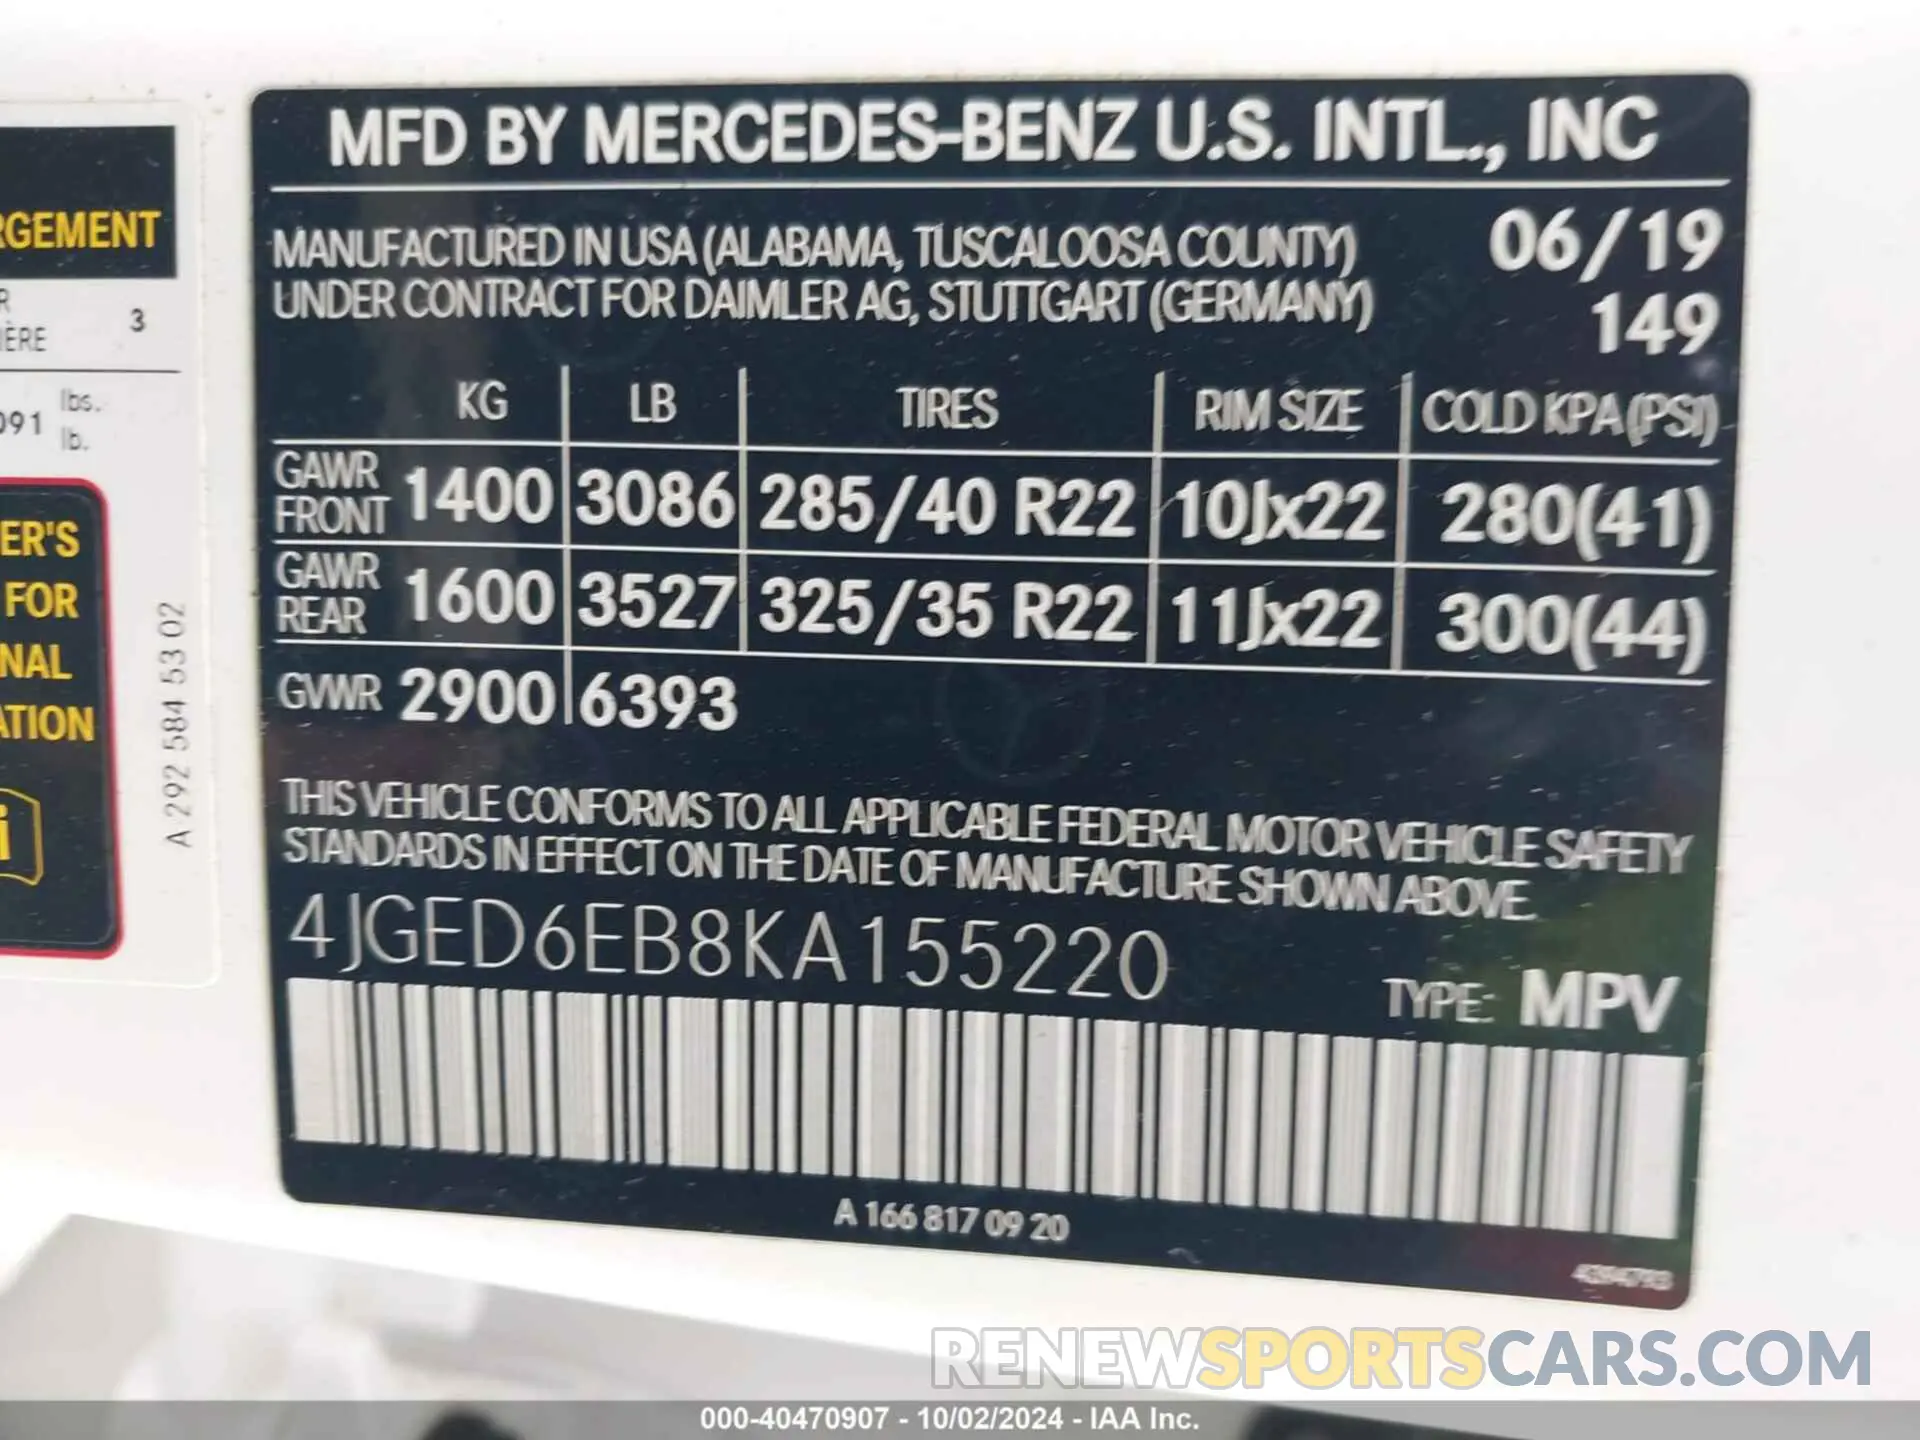 MFD BY MERCEDES-BENZ U.S. INTL., INC
MANUFACTURED IN USA (ALABAMA, TUSCALOOSA COUNTY) 06/19
UNDER CONTRACT FOR DAIMLER AG, STUTTGART (GERMANY) 149
KG LB TIRES RIM SIZE COLD KPA (PSI)
GAWR FRONT 1400 3086 285/40 R22 10Jx22 280(41)
GAWR REAR 1600 3527 325/35 R22 11Jx22 300(44)
GVWR 2900 6393
THIS VEHICLE CONFORMS TO ALL APPLICABLE FEDERAL MOTOR VEHICLE SAFETY
STANDARDS IN EFFECT ON THE DATE OF MANUFACTURE SHOWN ABOVE.
4JGED6EB8KA155220
TYPE: MPV
A 166 817 09 20
RGEMENT
R
IÈRE 3
091 lbs.
lb.
ER'S
FOR
NAL
ATION
i
A 292 584 53 02
RENEWSPORTSCARS.COM
000-40470907 - 10/02/2024 - IAA Inc.